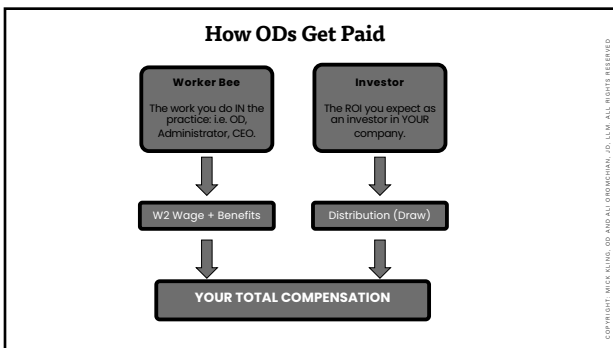 How ODs Get Paid
Worker Bee
The work you do IN the
practice: i.e. OD,
Administrator, CEO.
Investor
The ROI you expect as
an investor in YOUR
company.
W2 Wage + Benefits
Distribution (Draw)
YOUR TOTAL COMPENSATION
COPYRIGHT: MICK KLING, OD AND ALI OROMCHIAN, JD, LLM. ALL RIGHTS RESERVED